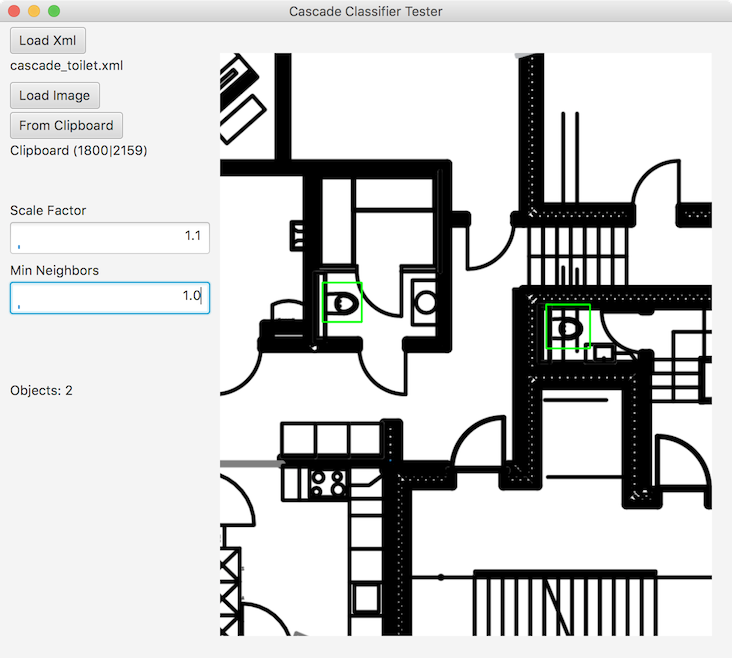 Cascade Classifier Tester
Load Xml
cascade_toilet.xml
Load Image
From Clipboard
Clipboard (1800|2159)
Scale Factor
1.1
Min Neighbors
1.0
Objects: 2